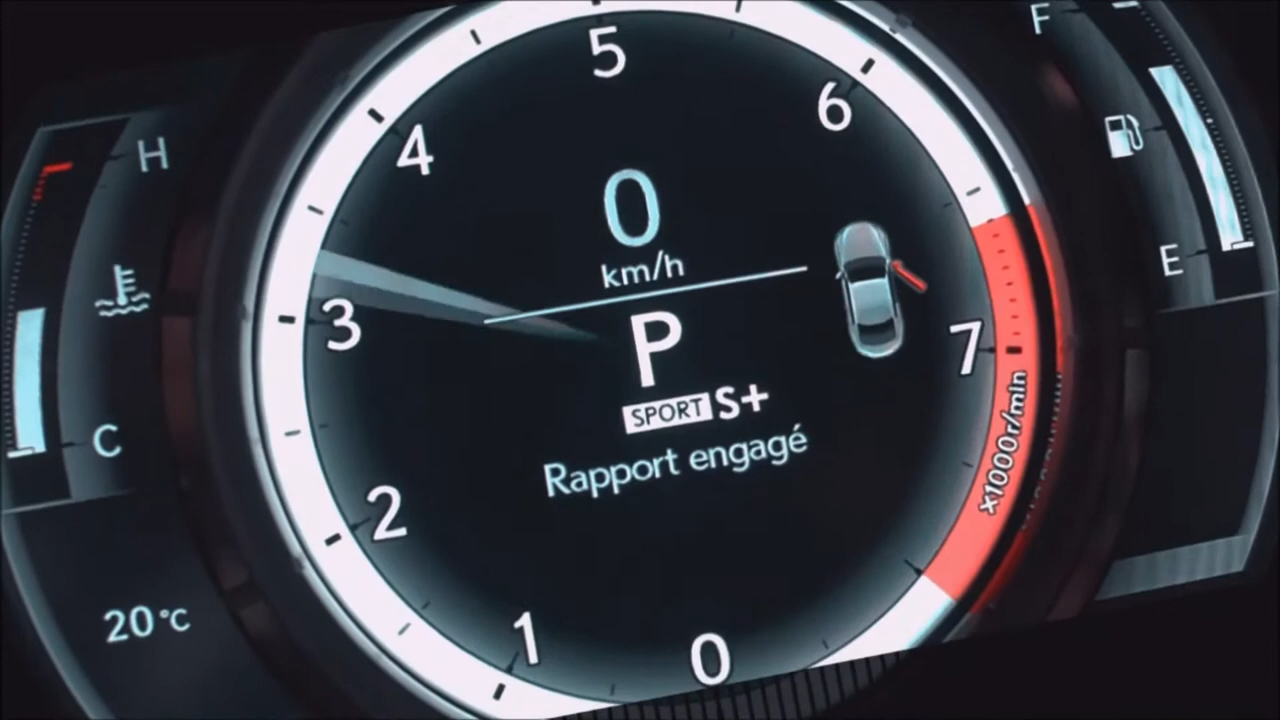 H
C
20°C
0
1
2
3
4
5
6
7
x1000r/min
0
km/h
P
SPORT S+
Rapport engagé
F
E